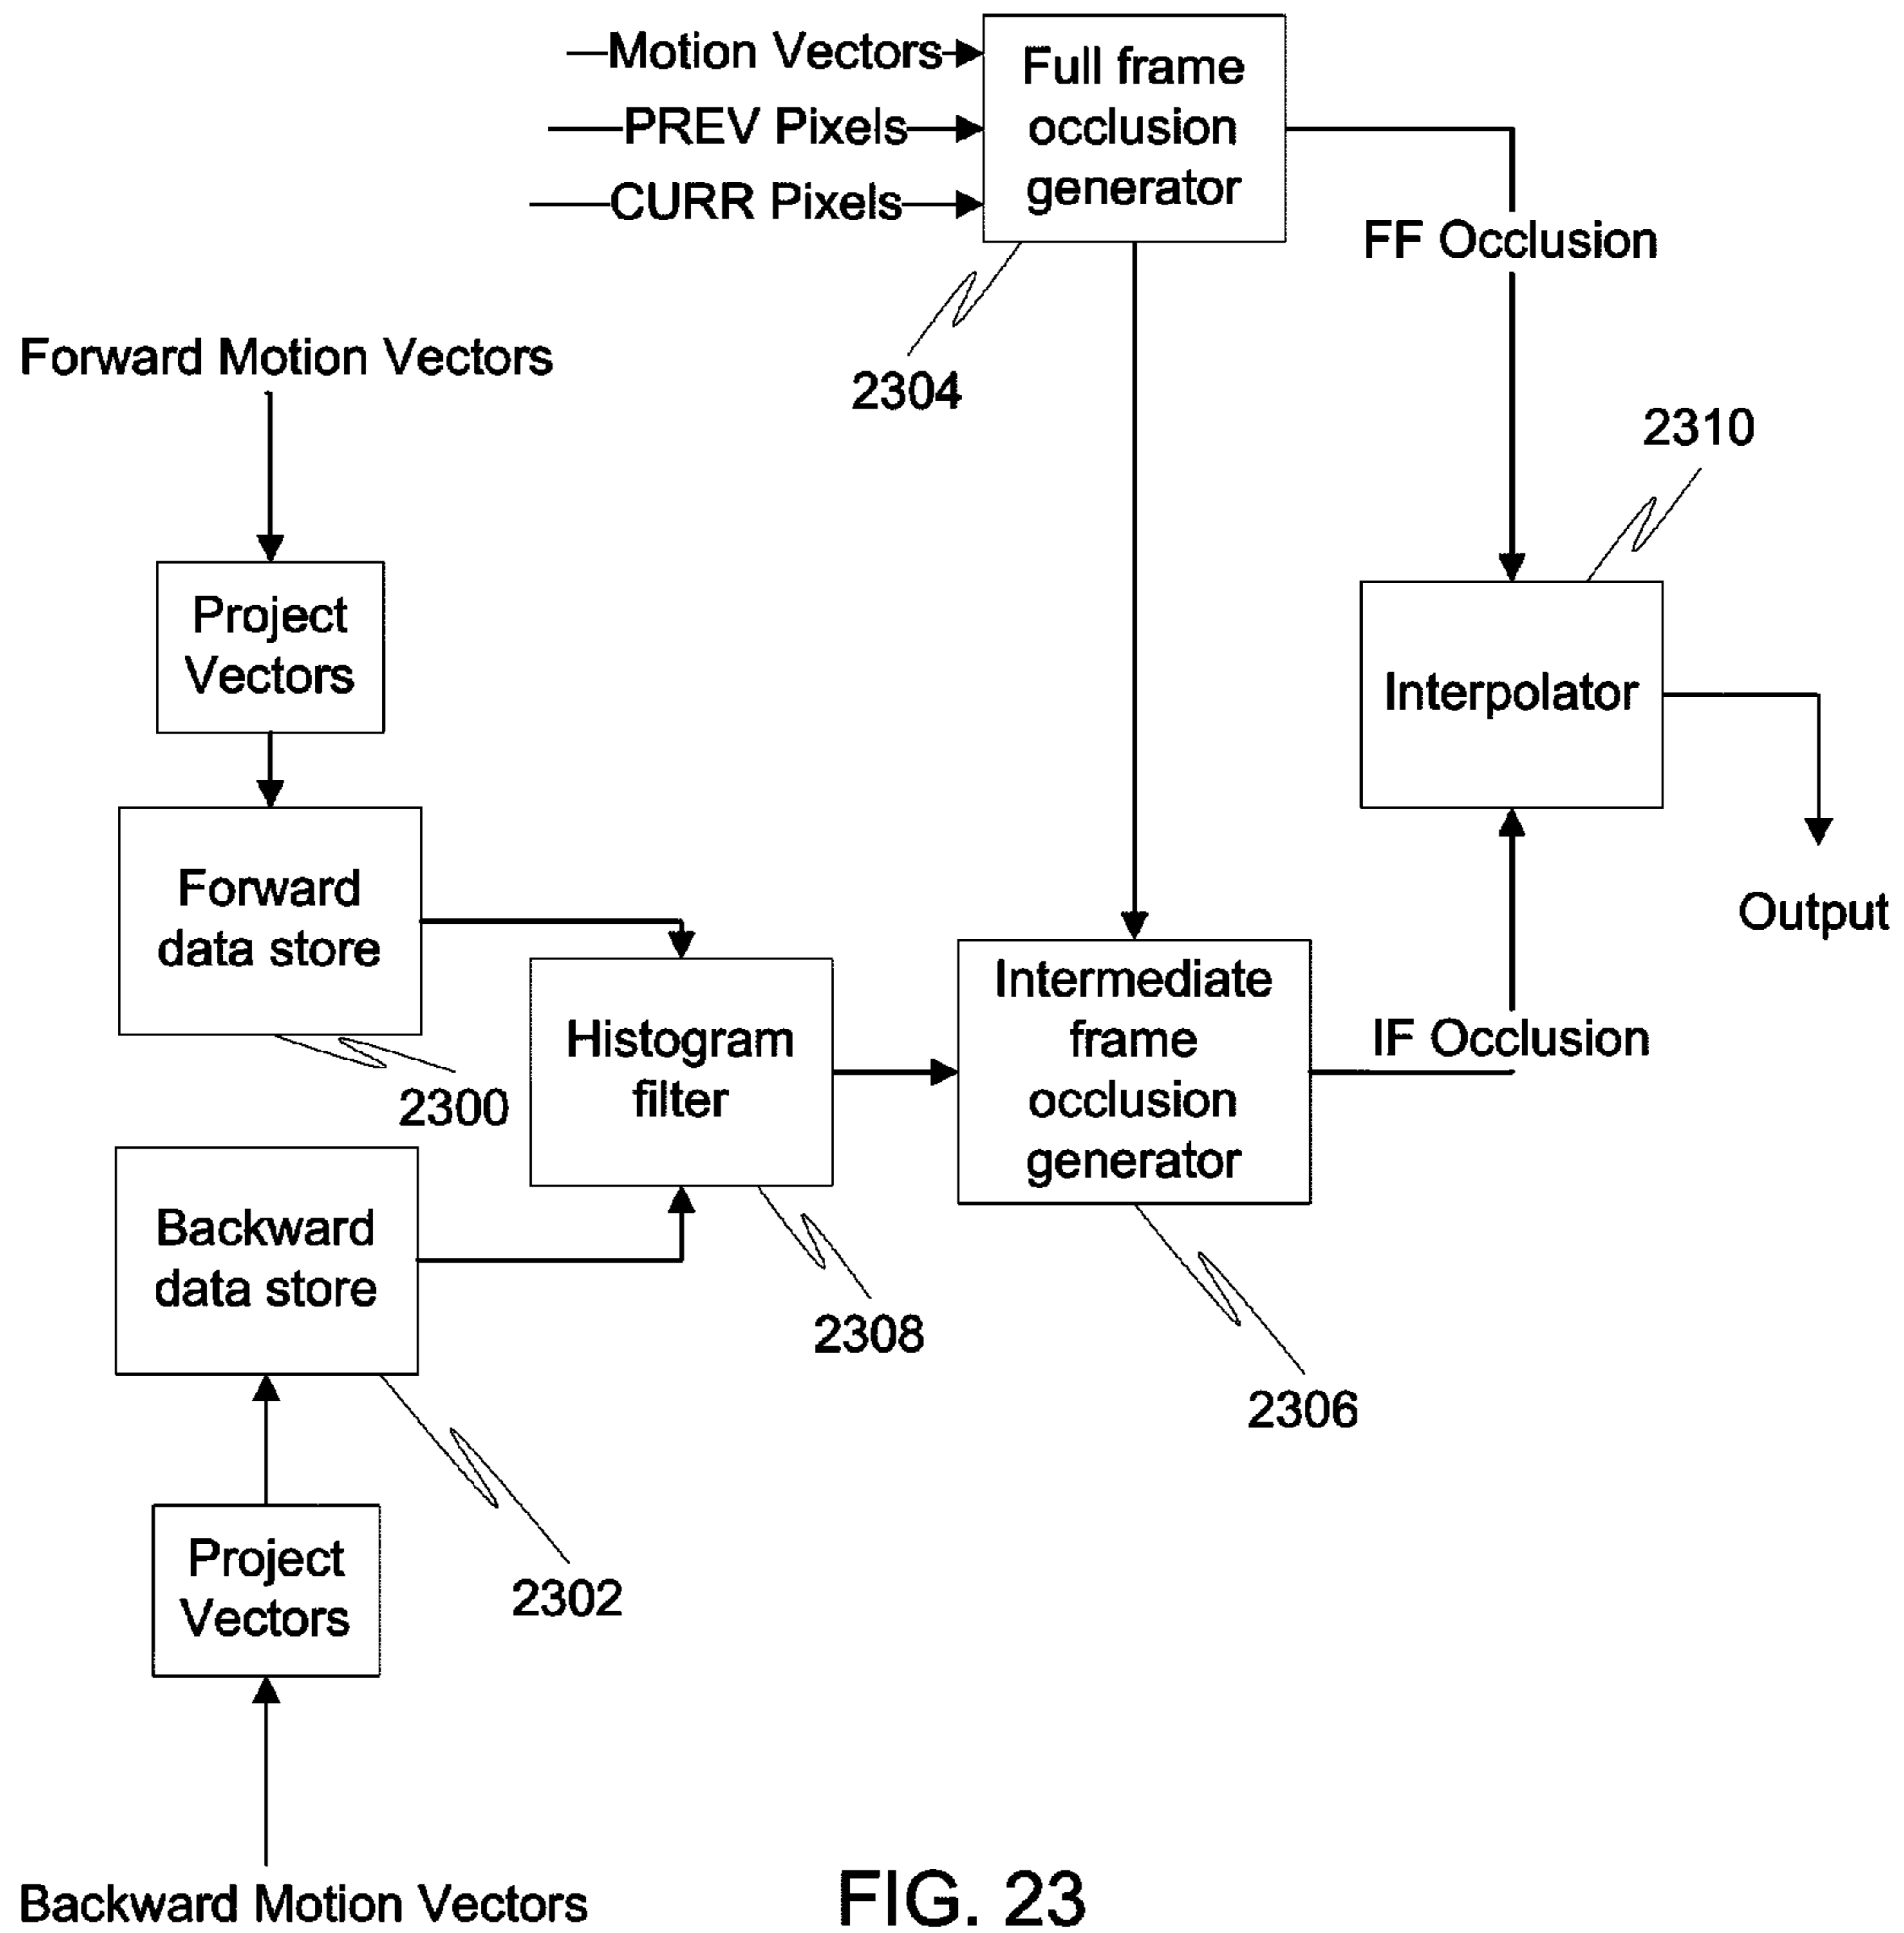 Motion Vectors
PREV Pixels
CURR Pixels
Full frame
occlusion
generator
FF Occlusion
2304
Forward Motion Vectors
2310
Project
Vectors
Interpolator
Forward
data store
Output
2300
Histogram
filter
Intermediate
frame
occlusion
generator
IF Occlusion
Backward
data store
2308
2306
2302
Project
Vectors
Backward Motion Vectors
FIG. 23